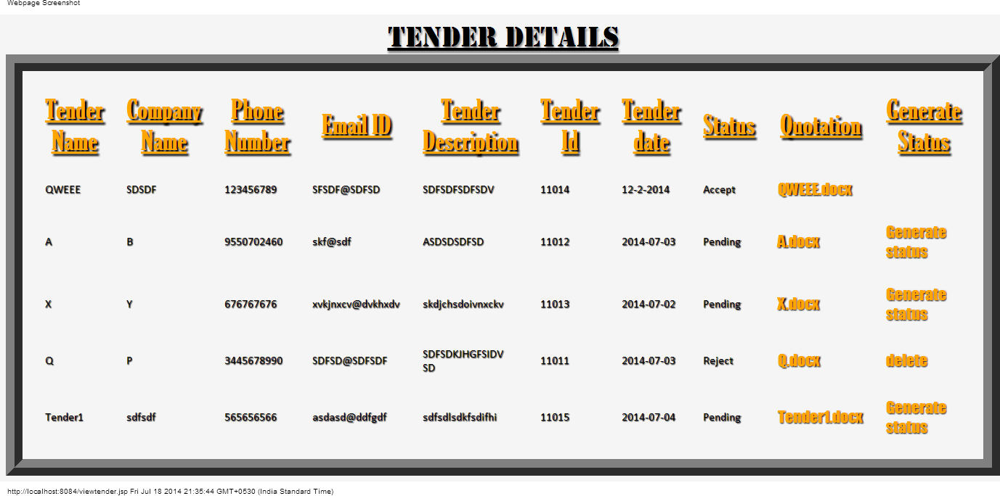 Webpage Screenshot
TENDER DETAILS
Tender Name Company Name Phone Number Email ID Tender Description Tender Id Tender date Status Quotation Generate Status
QWEEE SDSDF 123456789 SFSDF@SDFSD SDFSDFSDFSDV 11014 12-2-2014 Accept QWEEE.docx
A B 9550702460 skf@sdf ASDSDSDFSD 11012 2014-07-03 Pending A.docx Generate status
X Y 676767676 xvkjnxcv@dvkhxdv skdjchsdoivnxckv 11013 2014-07-02 Pending X.docx Generate status
Q P 3445678990 SDFSD@SDFSDF SDFSDKJHGFSIDV SD 11011 2014-07-03 Reject Q.docx delete
Tender1 sdfsdf 565656566 asdasd@ddfgdf sdfsdlsdkfsdifhi 11015 2014-07-04 Pending Tender1.docx Generate status
http://localhost:8084/viewtender.jsp Fri Jul 18 2014 21:35:44 GMT+0530 (India Standard Time)